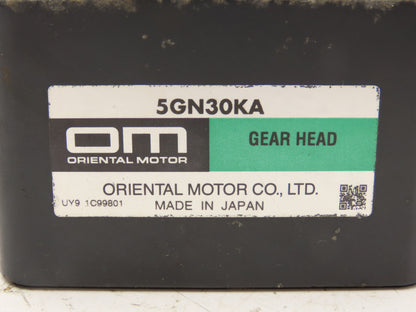 5GN30KA
OM
ORIENTAL MOTOR
GEAR HEAD
ORIENTAL MOTOR CO., LTD.
UY9 1C99801
MADE IN JAPAN